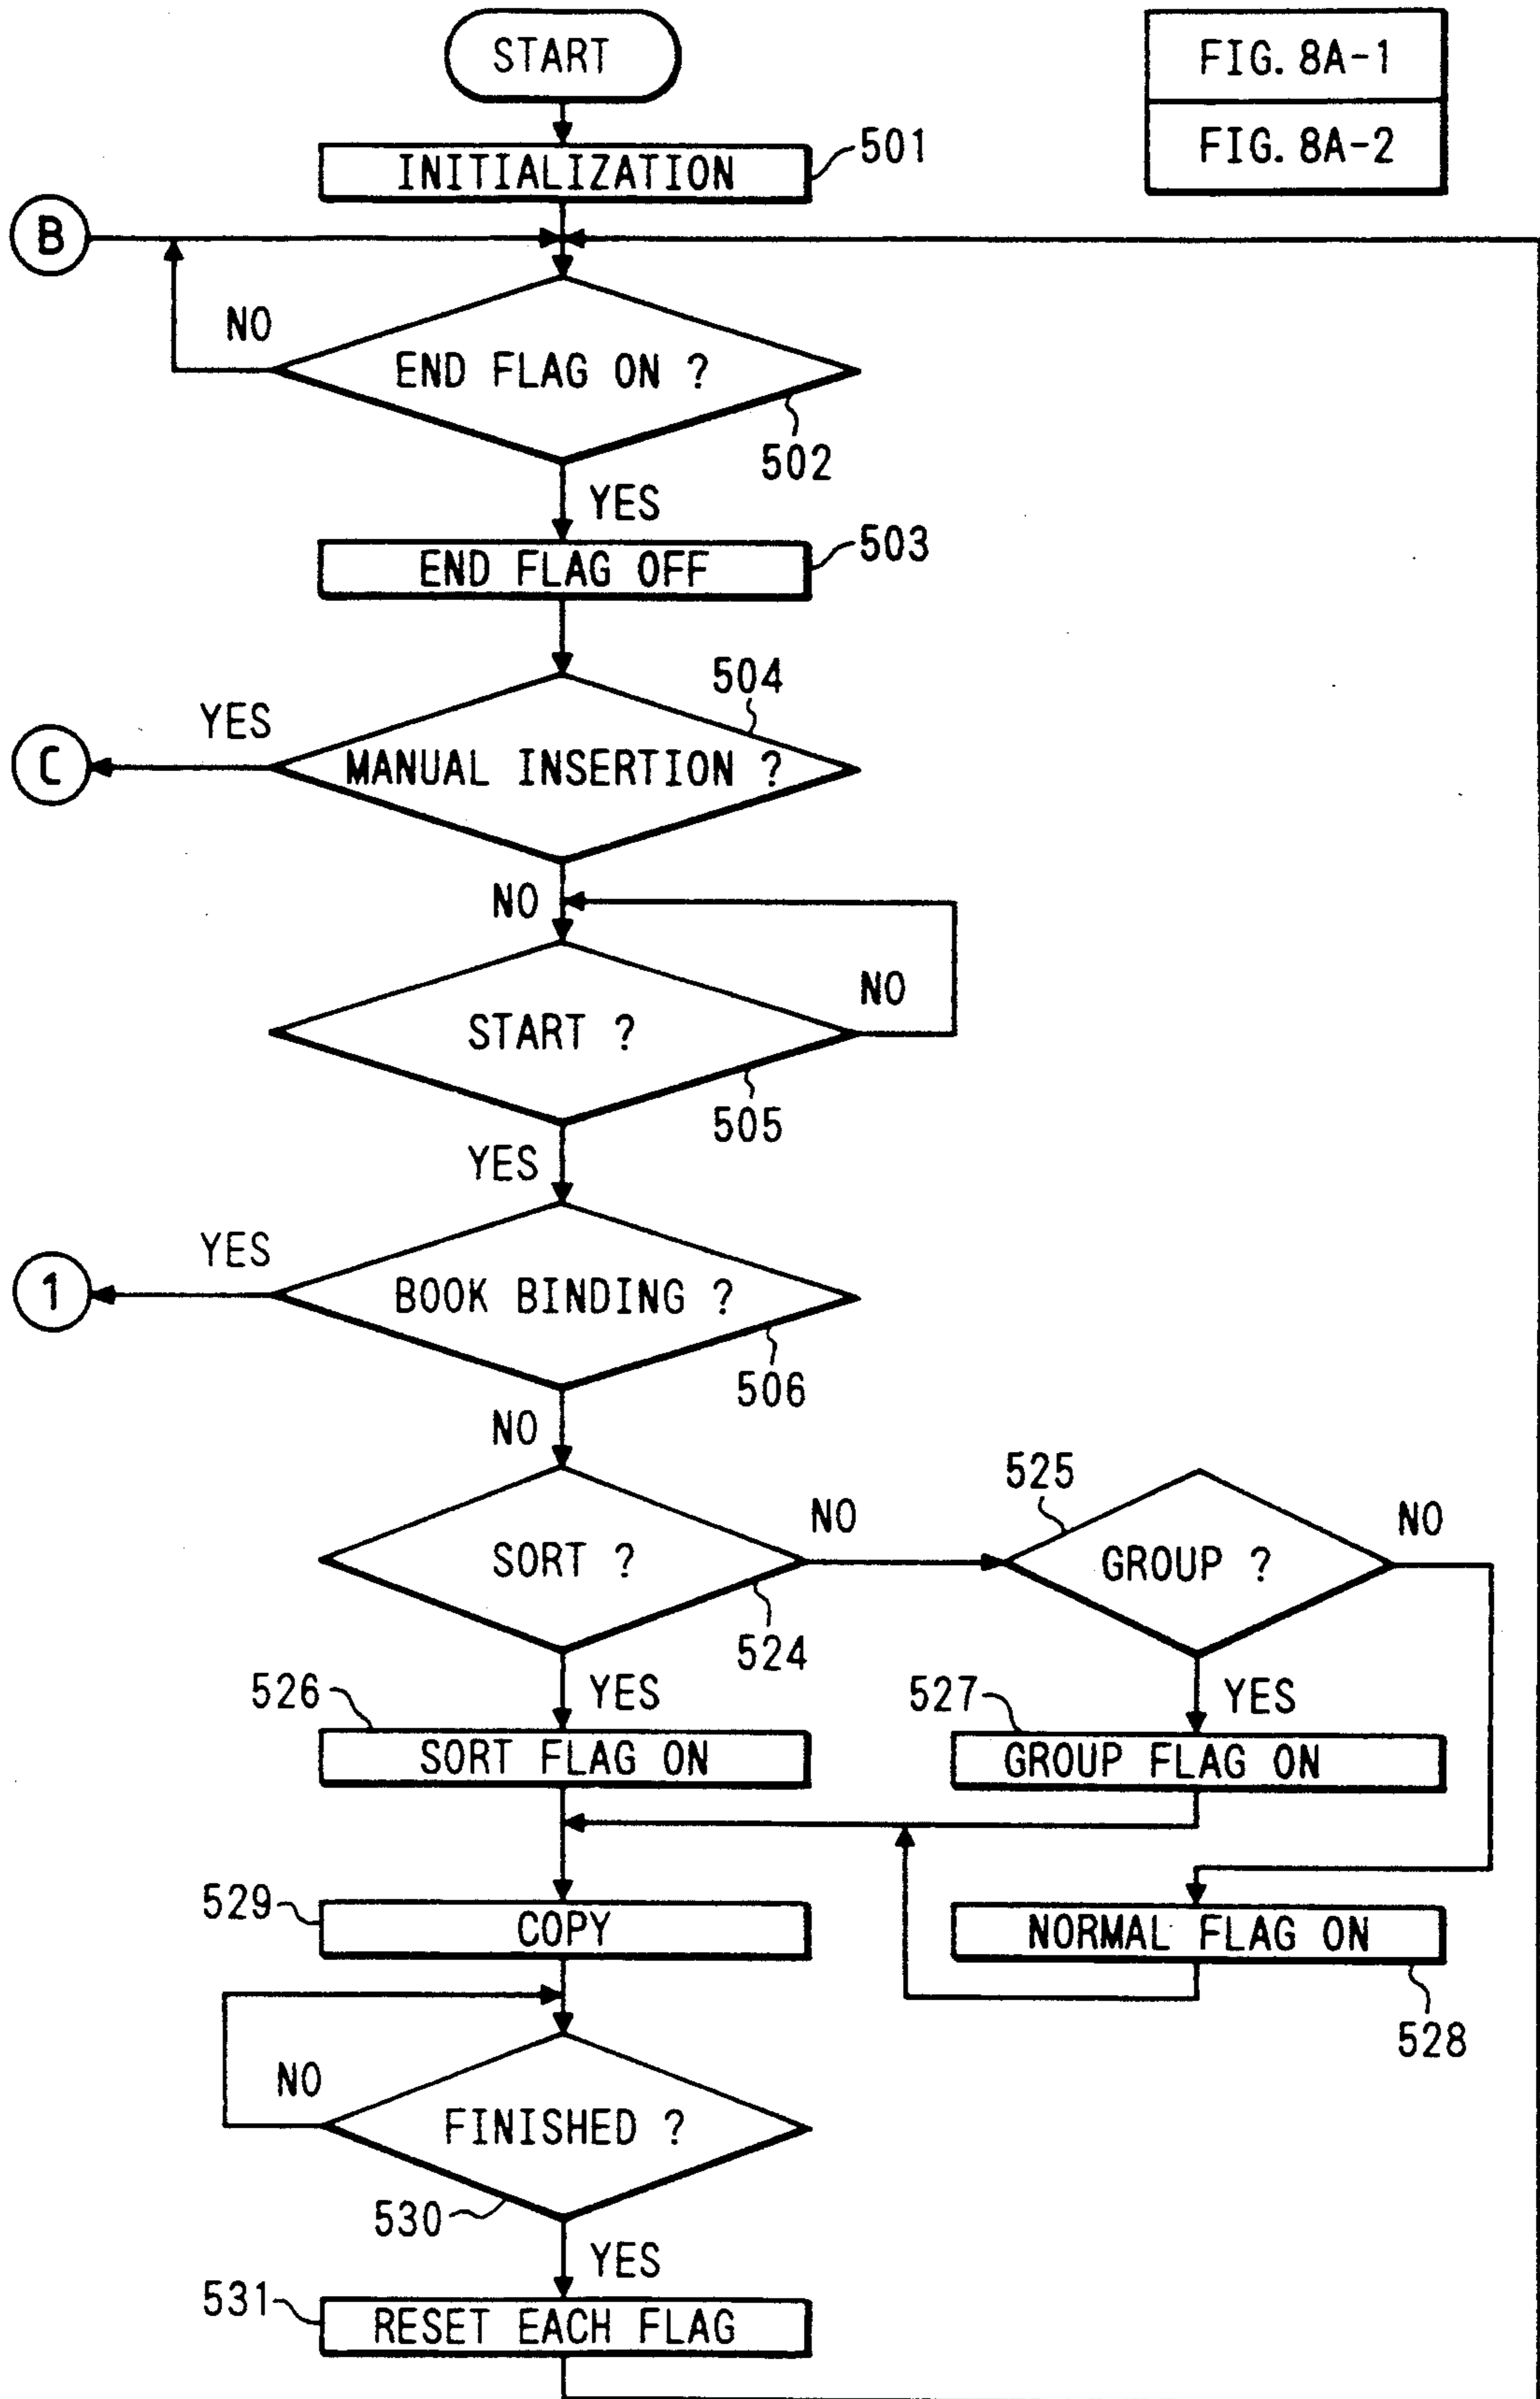 START
FIG. 8A-1
FIG. 8A-2
INITIALIZATION
501
B
NO
END FLAG ON ?
502
YES
END FLAG OFF
503
504
YES
C
MANUAL INSERTION ?
NO
NO
START ?
505
YES
YES
1
BOOK BINDING ?
506
NO
525
NO
NO
SORT ?
GROUP ?
524
526
YES
527
YES
SORT FLAG ON
GROUP FLAG ON
529
COPY
NORMAL FLAG ON
528
NO
FINISHED ?
530
YES
531
RESET EACH FLAG